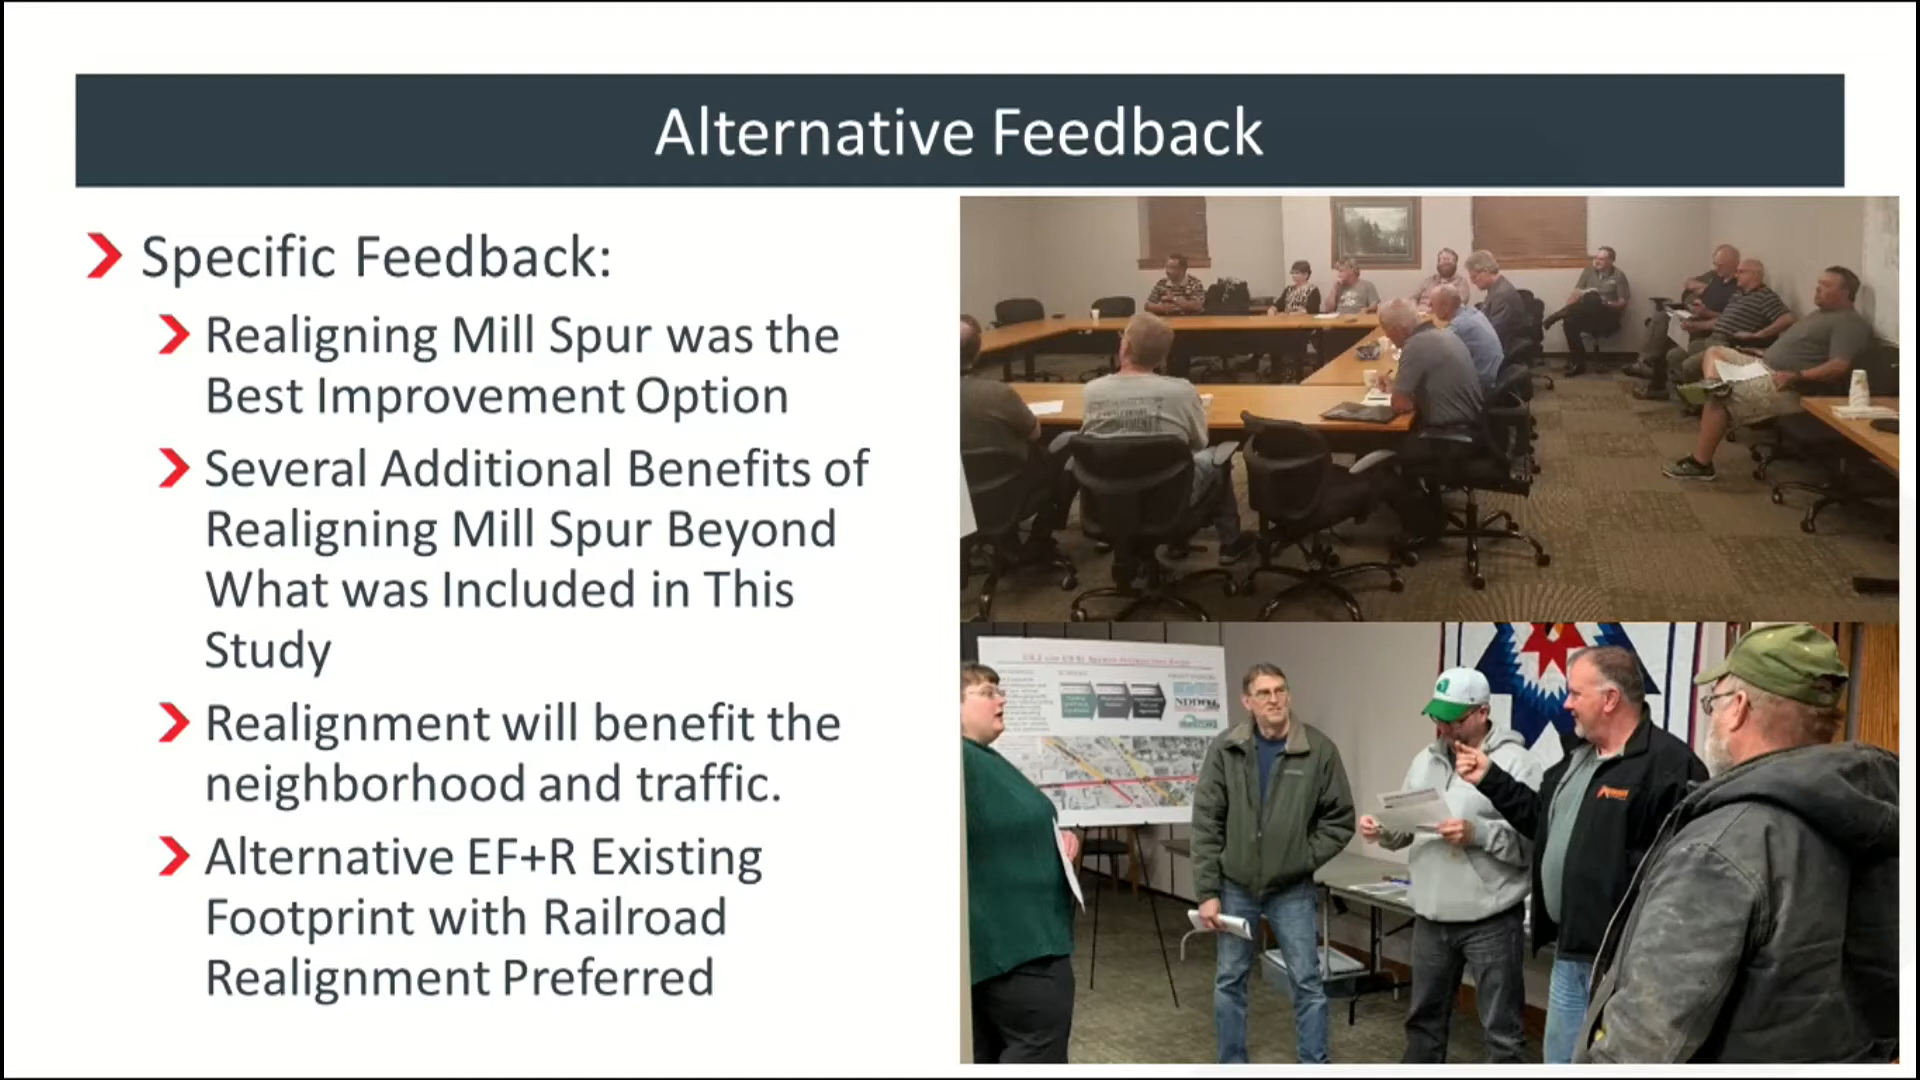 Alternative Feedback
Specific Feedback:
Realigning Mill Spur was the
Best Improvement Option
Several Additional Benefits of
Realigning Mill Spur Beyond
What was Included in This
Study
Realignment will benefit the
neighborhood and traffic.
Alternative EF+R Existing
Footprint with Railroad
Realignment Preferred